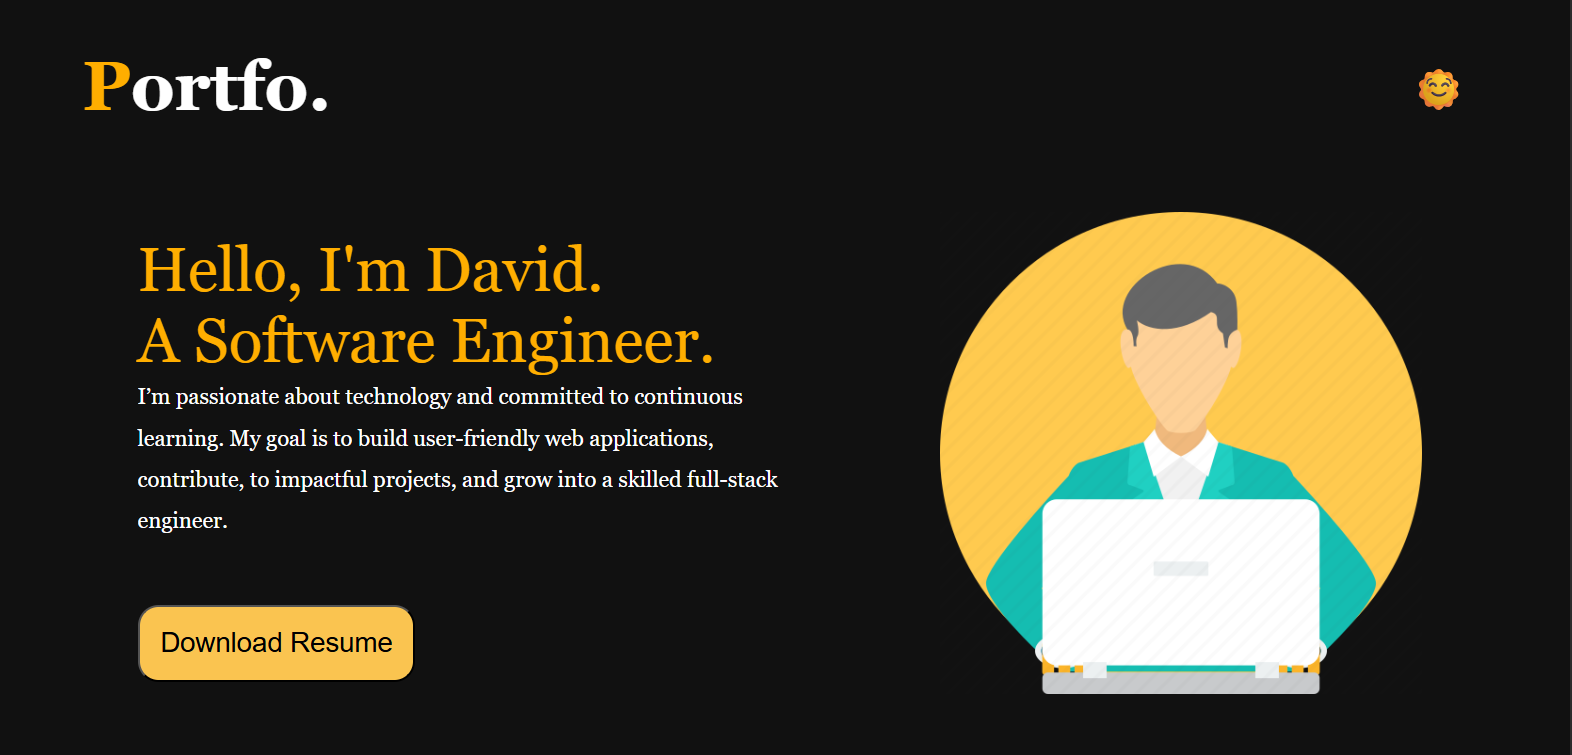 Portfo.
Hello, I'm David.
A Software Engineer.
I’m passionate about technology and committed to continuous
learning. My goal is to build user-friendly web applications,
contribute, to impactful projects, and grow into a skilled full-stack
engineer.
Download Resume